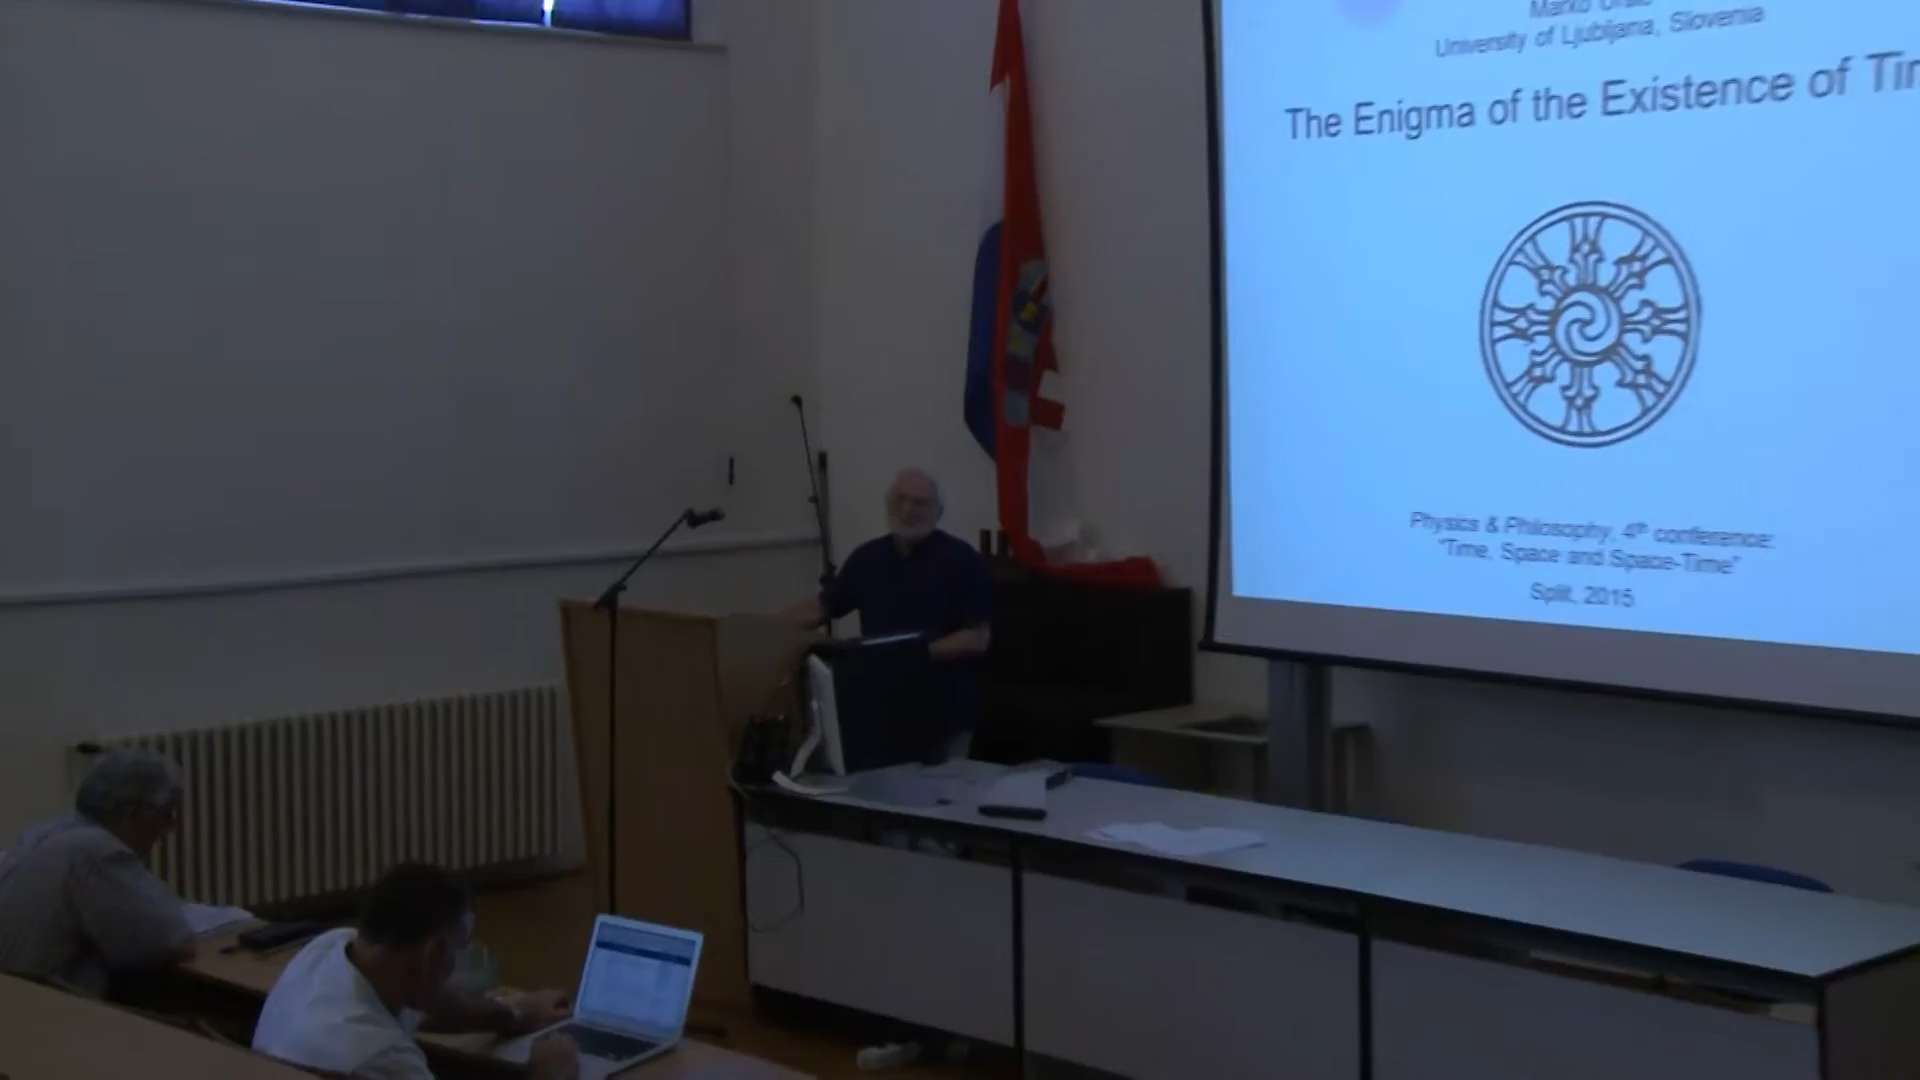 Marko
University of Ljubljana, Slovenia
The Enigma of the Existence of
Physics & Philosophy, 4th conference:
"Time, Space and Space-Time"
Split, 2015